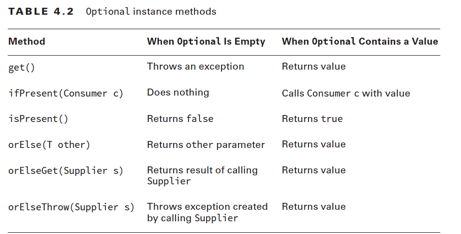 TABLE 4.2 Optional instance methods
Method When Optional Is Empty When Optional Contains a Value
get() Throws an exception Returns value
ifPresent(Consumer c) Does nothing Calls Consumer c with value
isPresent() Returns false Returns true
orElse(T other) Returns other parameter Returns value
orElseGet(Supplier s) Returns result of calling Returns value
Supplier
orElseThrow(Supplier s) Throws exception created Returns value
by calling Supplier